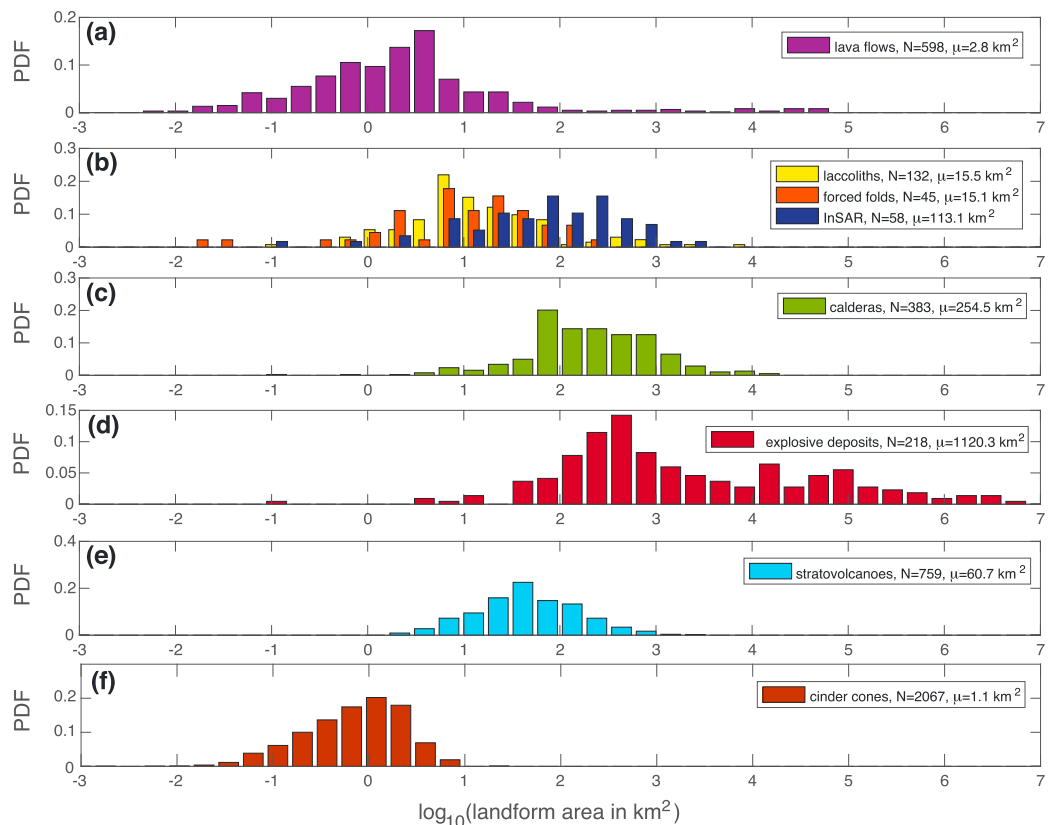 (a)
PDF
0.2
0.1
0
lava flows, N=598, μ=2.8 km²
-3 -2 -1 0 1 2 3 4 5 6 7
(b)
PDF
0.3
0.2
0.1
0
laccoliths, N=132, μ=15.5 km²
forced folds, N=45, μ=15.1 km²
InSAR, N=58, μ=113.1 km²
-3 -2 -1 0 1 2 3 4 5 6 7
(c)
PDF
0.3
0.2
0.1
0
calderas, N=383, μ=254.5 km²
-3 -2 -1 0 1 2 3 4 5 6 7
(d)
PDF
0.15
0.1
0.05
0
explosive deposits, N=218, μ=1120.3 km²
-3 -2 -1 0 1 2 3 4 5 6 7
(e)
PDF
0.4
0.2
0
stratovolcanoes, N=759, μ=60.7 km²
-3 -2 -1 0 1 2 3 4 5 6 7
(f)
PDF
0.2
0.1
0
cinder cones, N=2067, μ=1.1 km²
-3 -2 -1 0 1 2 3 4 5 6 7
log₁₀(landform area in km²)